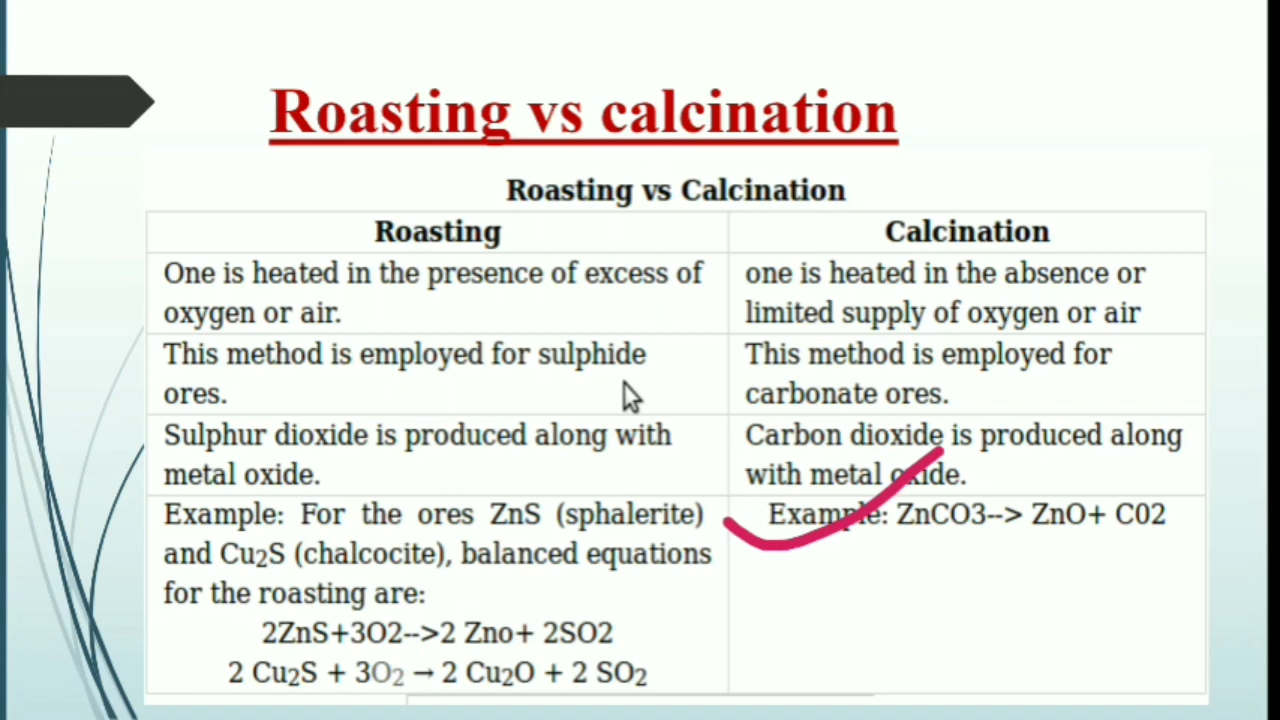 Roasting vs calcination
Roasting vs Calcination
Roasting
Calcination
One is heated in the presence of excess of
oxygen or air.
one is heated in the absence or
limited supply of oxygen or air
This method is employed for sulphide
ores.
This method is employed for
carbonate ores.
Sulphur dioxide is produced along with
metal oxide.
Carbon dioxide is produced along
with metal oxide.
Example: For the ores ZnS (sphalerite)
and Cu₂S (chalcocite), balanced equations
for the roasting are:
2ZnS+3O2-->2 Zno+ 2SO2
2 Cu₂S + 3O₂ → 2 Cu₂O + 2 SO₂
Example: ZnCO3--> ZnO+ C02